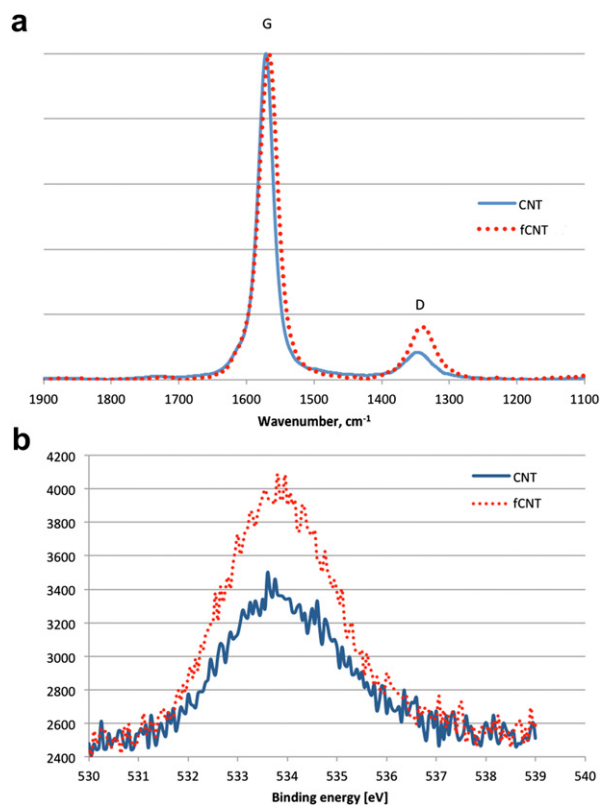 a
G
CNT
fCNT
D
1900 1800 1700 1600 1500 1400 1300 1200 1100
Wavenumber, cm-1
b
4200
CNT
4000
fCNT
3800
3600
3400
3200
3000
2800
2600
2400
530 531 532 533 534 535 536 537 538 539 540
Binding energy [eV]